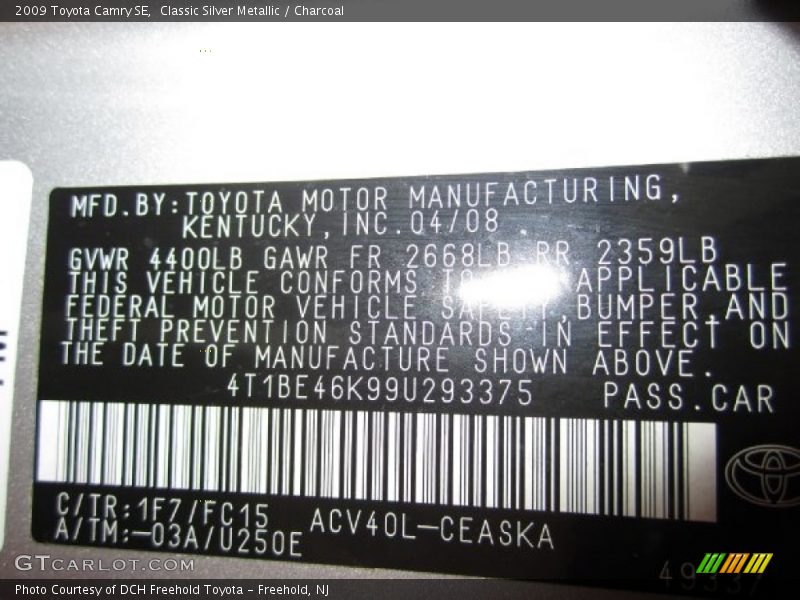 2009 Toyota Camry SE, Classic Silver Metallic / Charcoal
MFD.BY:TOYOTA MOTOR MANUFACTURING,
KENTUCKY,INC.04/08
GVWR 4400LB GAWR FR 2668LB RR 2359LB
THIS VEHICLE CONFORMS APPLICABLE
FEDERAL MOTOR VEHICLE SAFETY,BUMPER,AND
THEFT PREVENTION STANDARDS IN EFFECT ON
THE DATE OF MANUFACTURE SHOWN ABOVE.
4T1BE46K99U293375 PASS.CAR
C/TR:1F7/FC15 ACV40L-CEASKA
A/TM:-03A/U250E
GTCARLOT.COM
Photo Courtesy of DCH Freehold Toyota - Freehold, NJ